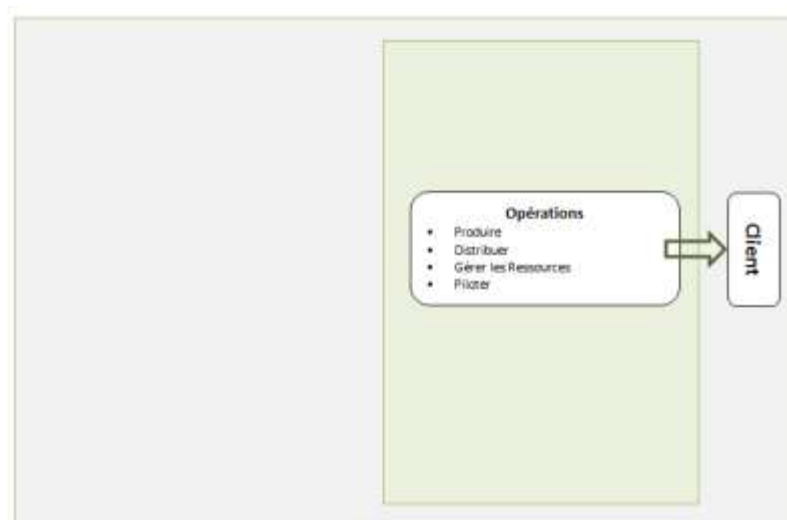 Opérations
• Produire
• Distribuer
• Gérer les Ressources
• Piloter
Client